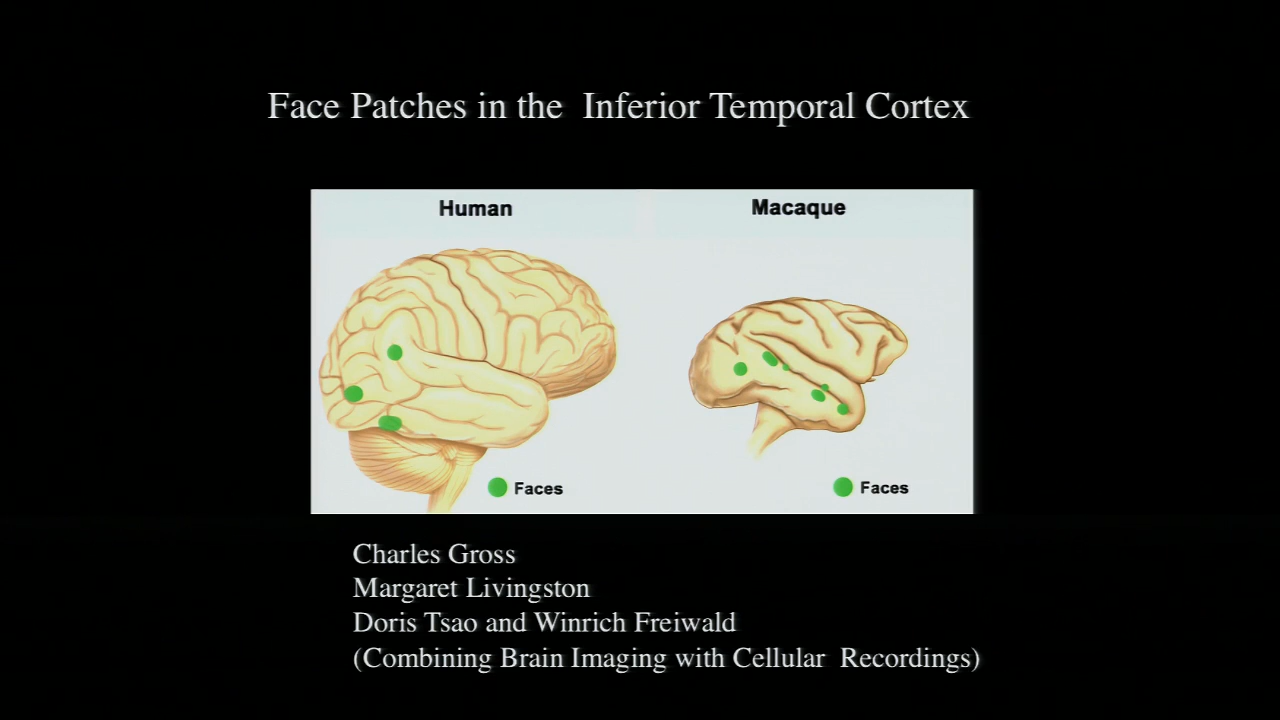 Face Patches in the Inferior Temporal Cortex
Human
Macaque
Faces
Faces
Charles Gross
Margaret Livingston
Doris Tsao and Winrich Freiwald
(Combining Brain Imaging with Cellular Recordings)